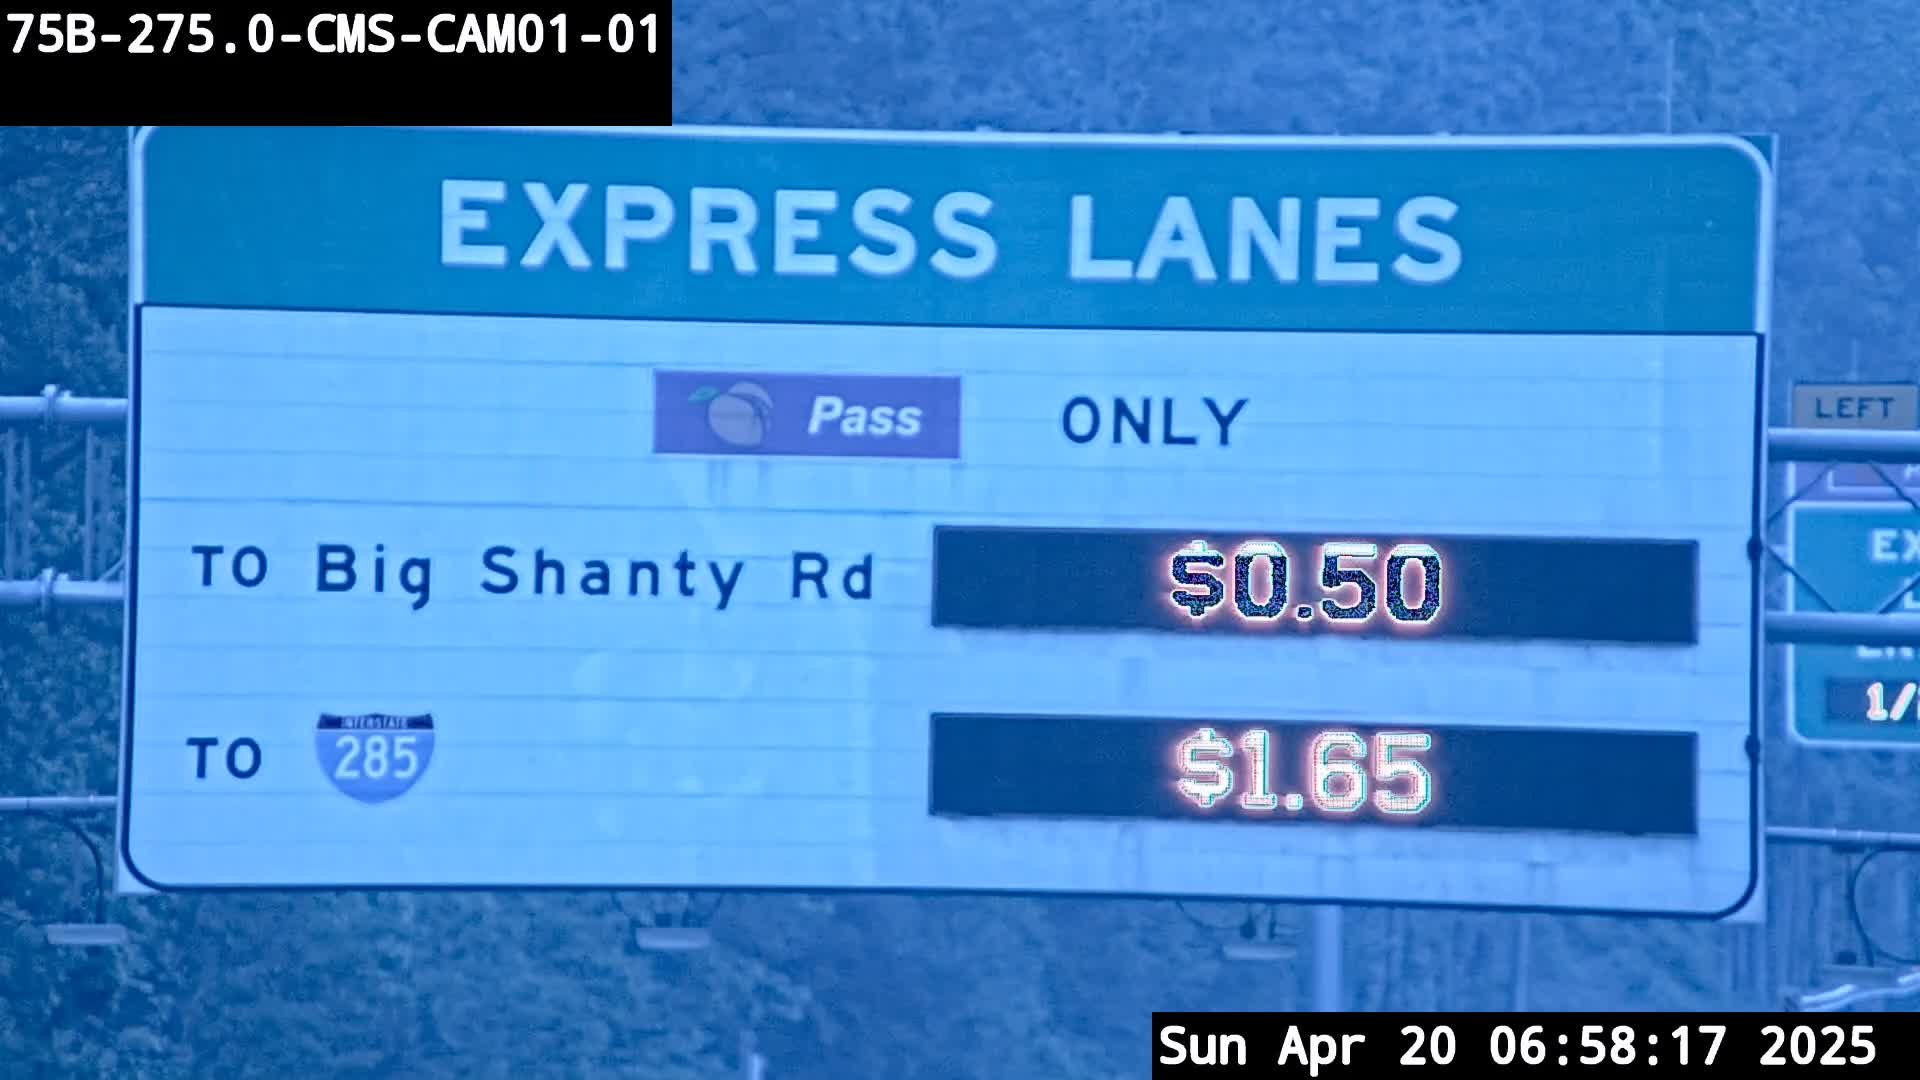 75B-275.0-CMS-CAM01-01
EXPRESS LANES
Pass ONLY
TO Big Shanty Rd $0.50
TO INTERSTATE 285 $1.65
LEFT
Sun Apr 20 06:58:17 2025